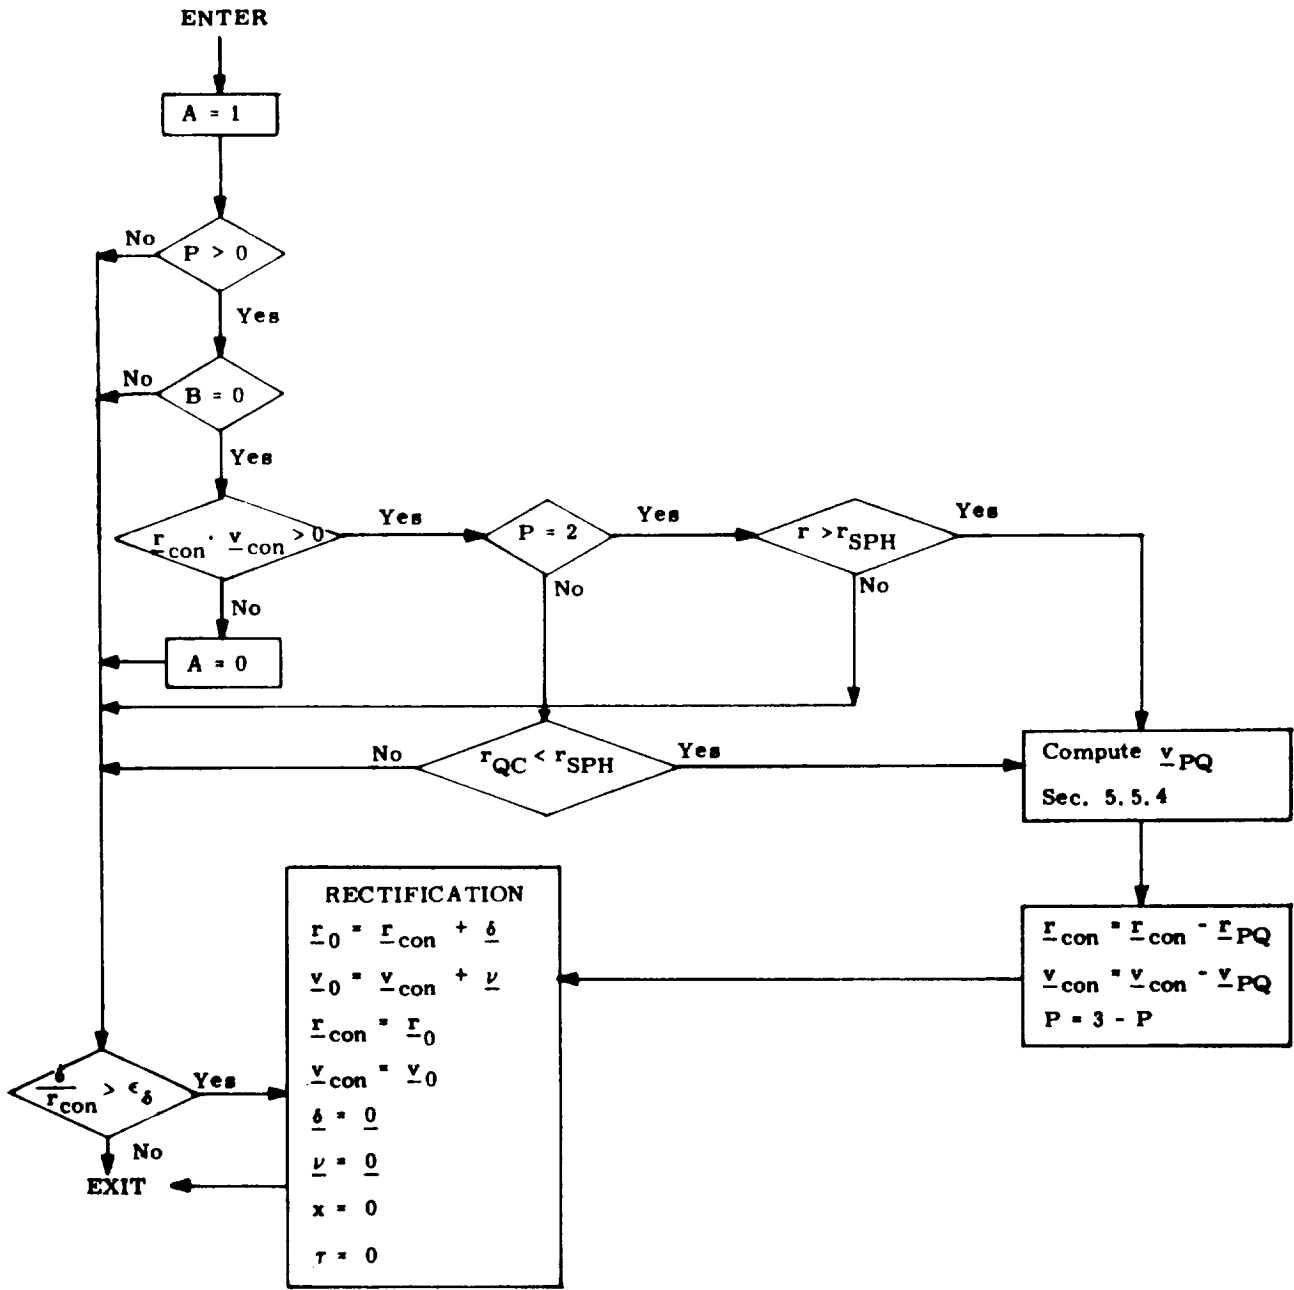 ENTER
A = 1
No
P > 0
Yes
No
B = 0
Yes
r_con · v_con > 0
Yes
P = 2
Yes
r > r_SPH
Yes
No
No
No
A = 0
No
r_QC < r_SPH
Yes
Compute v_PQ
Sec. 5.5.4
RECTIFICATION
r_0 = r_con + δ
v_0 = v_con + ν
r_con = r_0
v_con = v_0
δ = 0
ν = 0
x = 0
τ = 0
r_con = r_con - r_PQ
v_con = v_con - v_PQ
P = 3 - P
δ / r_con > ϵ_δ
Yes
No
EXIT